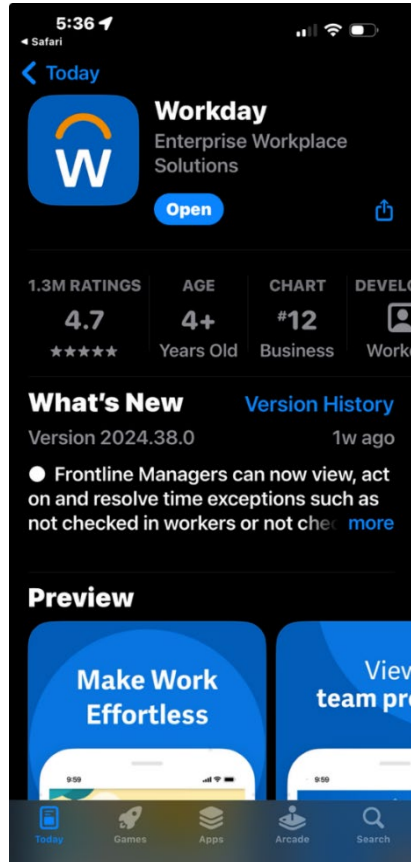 5:36
◄ Safari
Today
W
Workday
Enterprise Workplace
Solutions
Open
1.3M RATINGS
4.7
★★★★★
AGE
4+
Years Old
CHART
#12
Business
What's New
Version History
Version 2024.38.0
1w ago
● Frontline Managers can now view, act
on and resolve time exceptions such as
not checked in workers or not
more
Preview
Make Work
Effortless
9:59
team
9:59
Today
Games
Apps
Arcade
Search